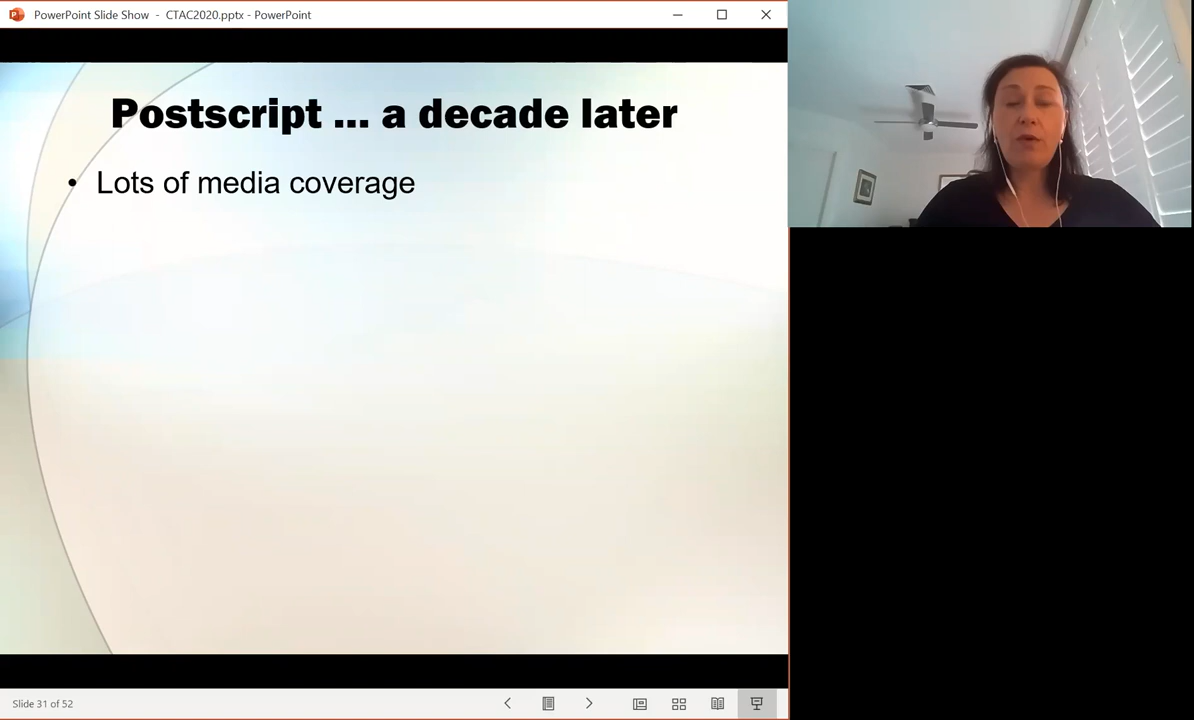 PowerPoint Slide Show - CTAC2020.pptx - PowerPoint
Postscript ... a decade later
• Lots of media coverage
Slide 31 of 52